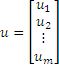 u = [u₁
u₂
⋮
uₘ]